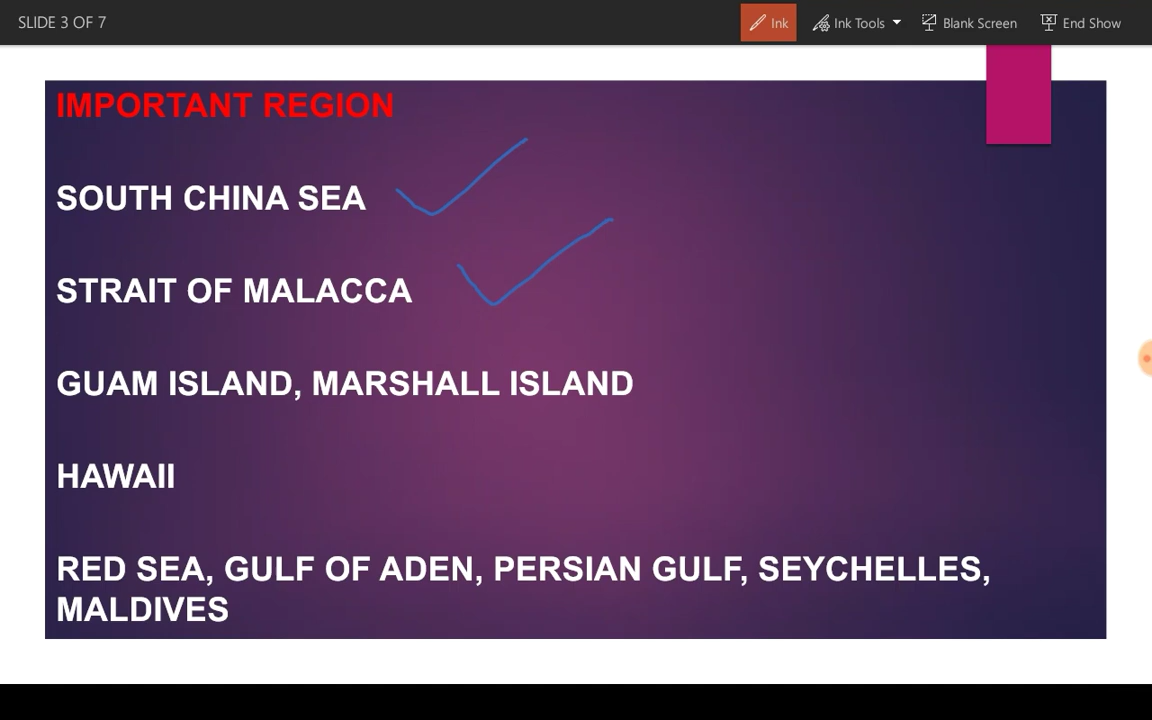 SLIDE 3 OF 7
Ink
Ink Tools
Blank Screen
End Show
IMPORTANT REGION
SOUTH CHINA SEA
STRAIT OF MALACCA
GUAM ISLAND, MARSHALL ISLAND
HAWAII
RED SEA, GULF OF ADEN, PERSIAN GULF, SEYCHELLES,
MALDIVES